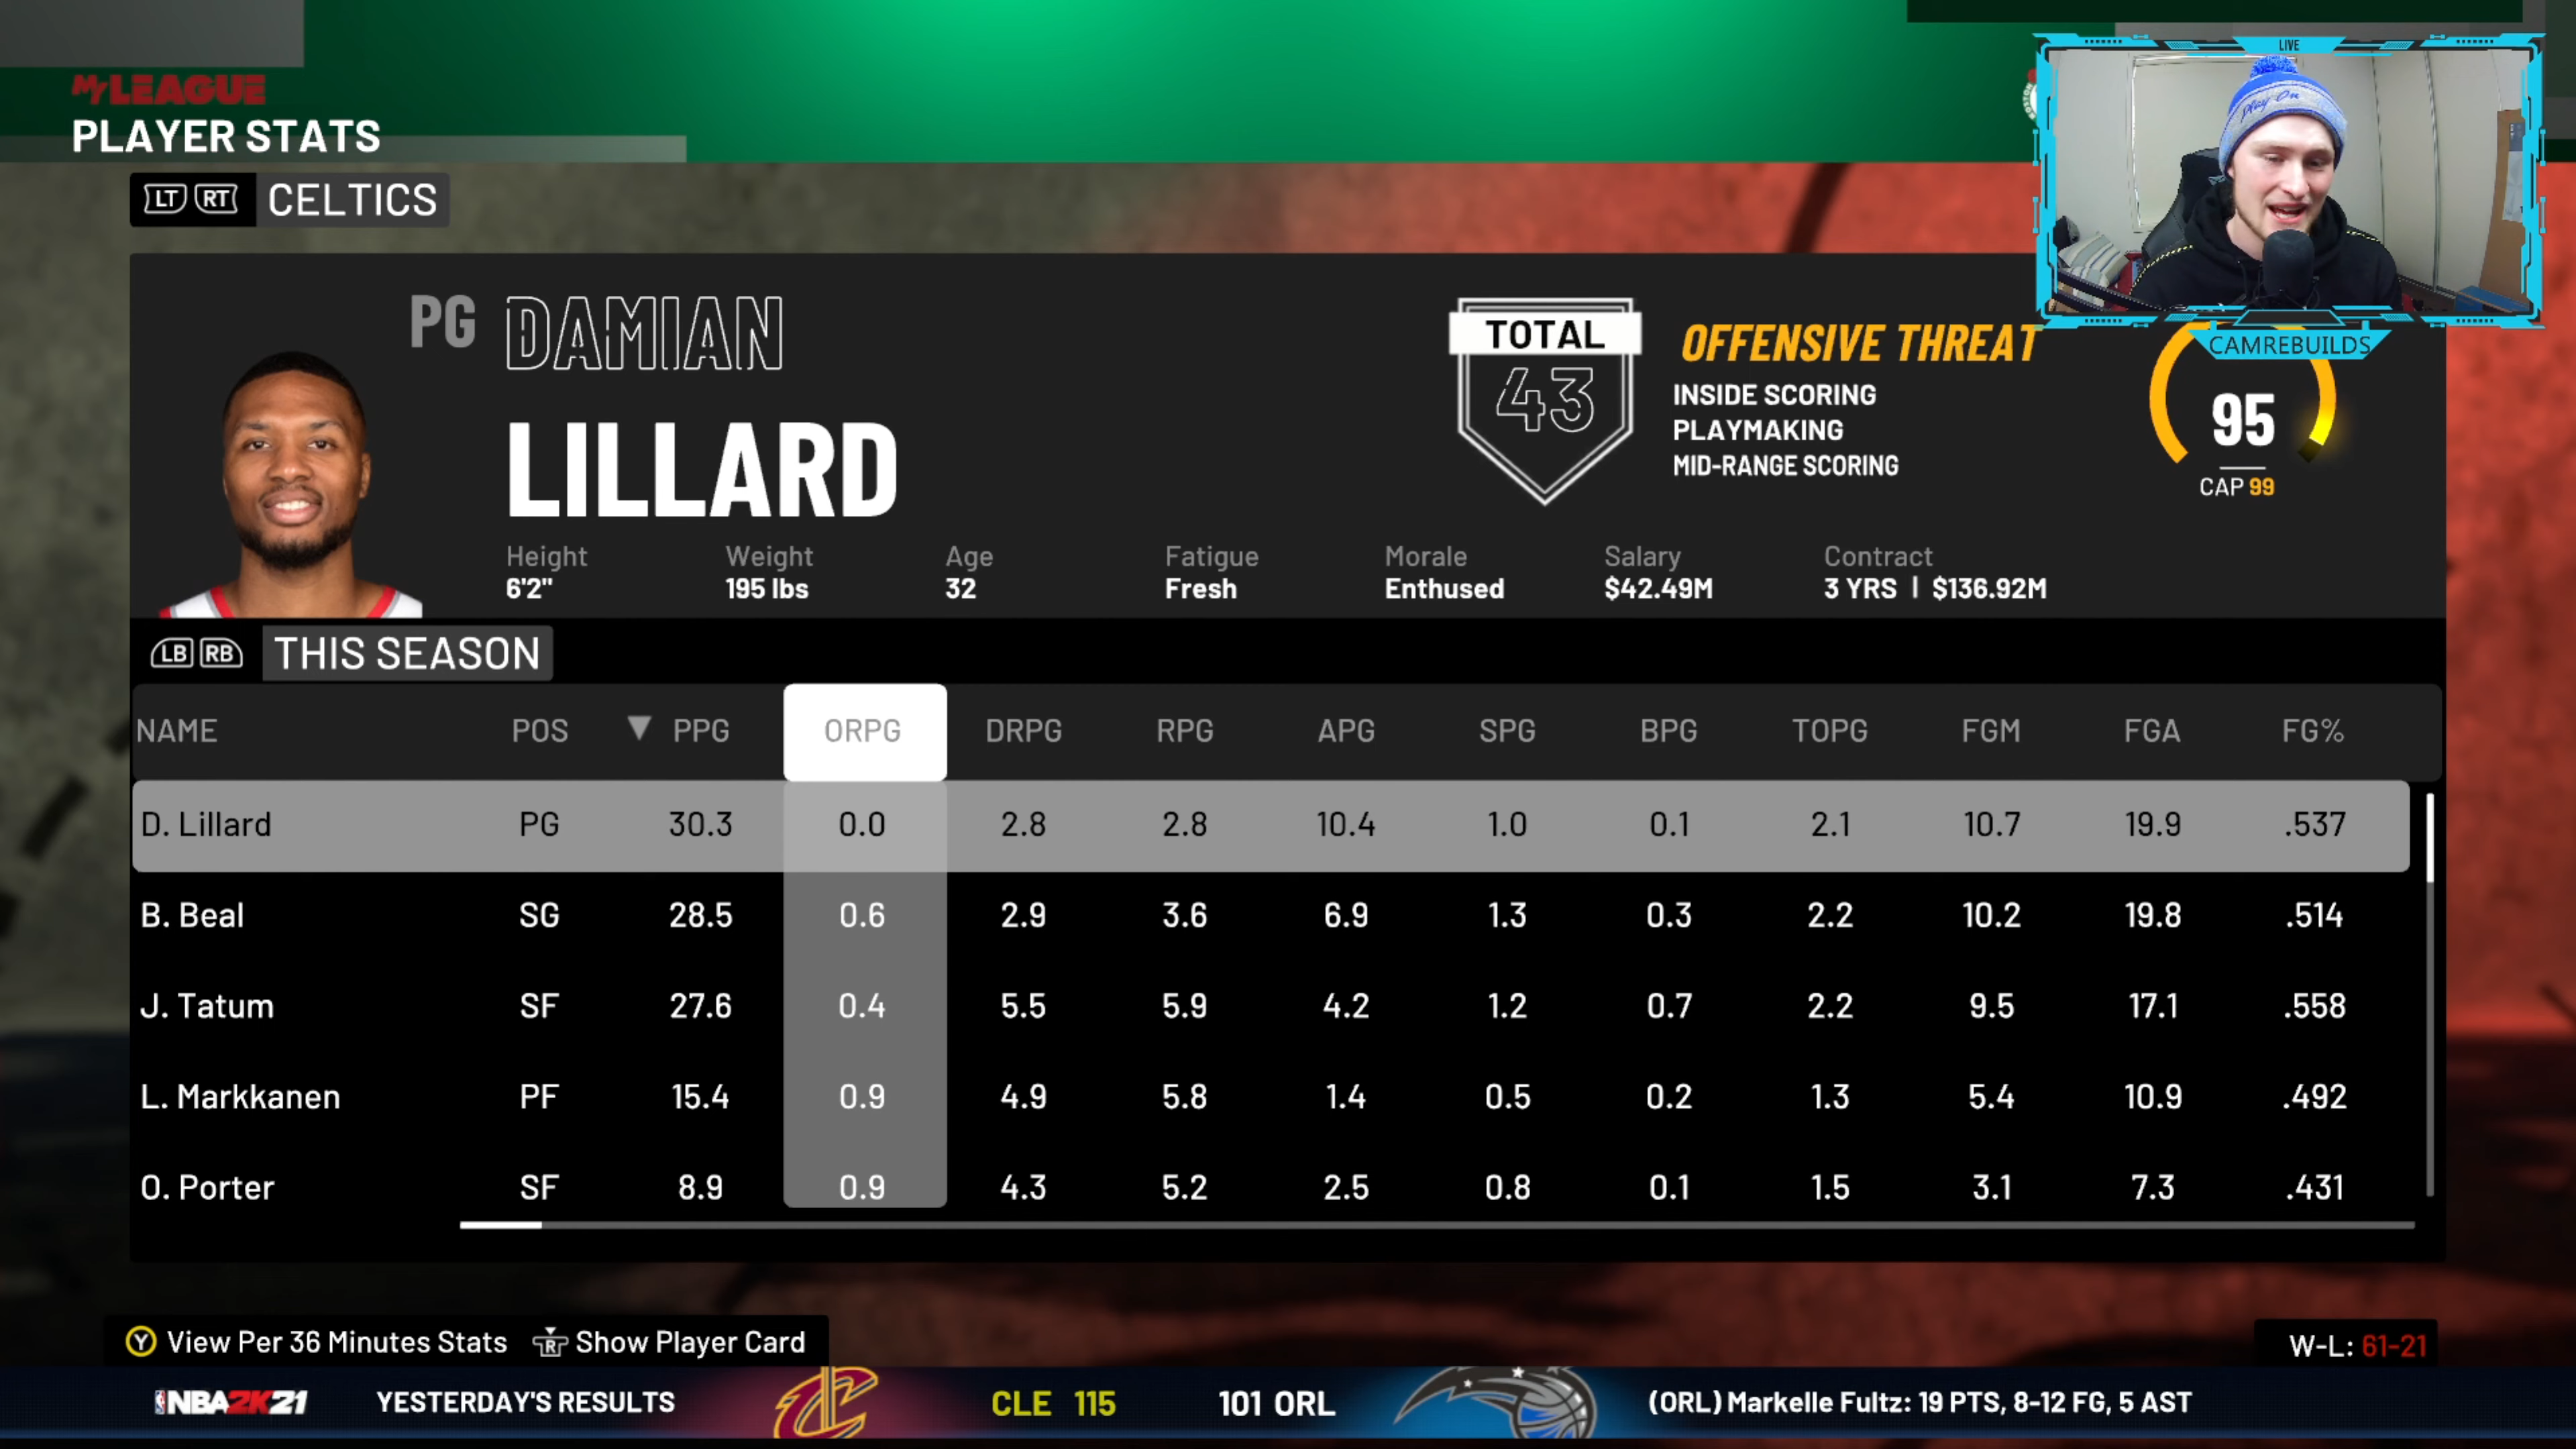 MyLEAGUE
PLAYER STATS
LIVE
Play On
LT RT CELTICS
CAMREBUILDS
PG DAMIAN
LILLARD
TOTAL
43
OFFENSIVE THREAT
INSIDE SCORING
PLAYMAKING
MID-RANGE SCORING
95
CAP 99
Height Weight Age Fatigue Morale Salary Contract
6'2" 195 lbs 32 Fresh Enthused $42.49M 3 YRS | $136.92M
LB RB THIS SEASON
NAME POS ▼ PPG ORPG DRPG RPG APG SPG BPG TOPG FGM FGA FG%
D. Lillard PG 30.3 0.0 2.8 2.8 10.4 1.0 0.1 2.1 10.7 19.9 .537
B. Beal SG 28.5 0.6 2.9 3.6 6.9 1.3 0.3 2.2 10.2 19.8 .514
J. Tatum SF 27.6 0.4 5.5 5.9 4.2 1.2 0.7 2.2 9.5 17.1 .558
L. Markkanen PF 15.4 0.9 4.9 5.8 1.4 0.5 0.2 1.3 5.4 10.9 .492
O. Porter SF 8.9 0.9 4.3 5.2 2.5 0.8 0.1 1.5 3.1 7.3 .431
Y View Per 36 Minutes Stats R Show Player Card
W-L: 61-21
NBA2K21 YESTERDAY'S RESULTS CLE 115 101 ORL (ORL) Markelle Fultz: 19 PTS, 8-12 FG, 5 AST